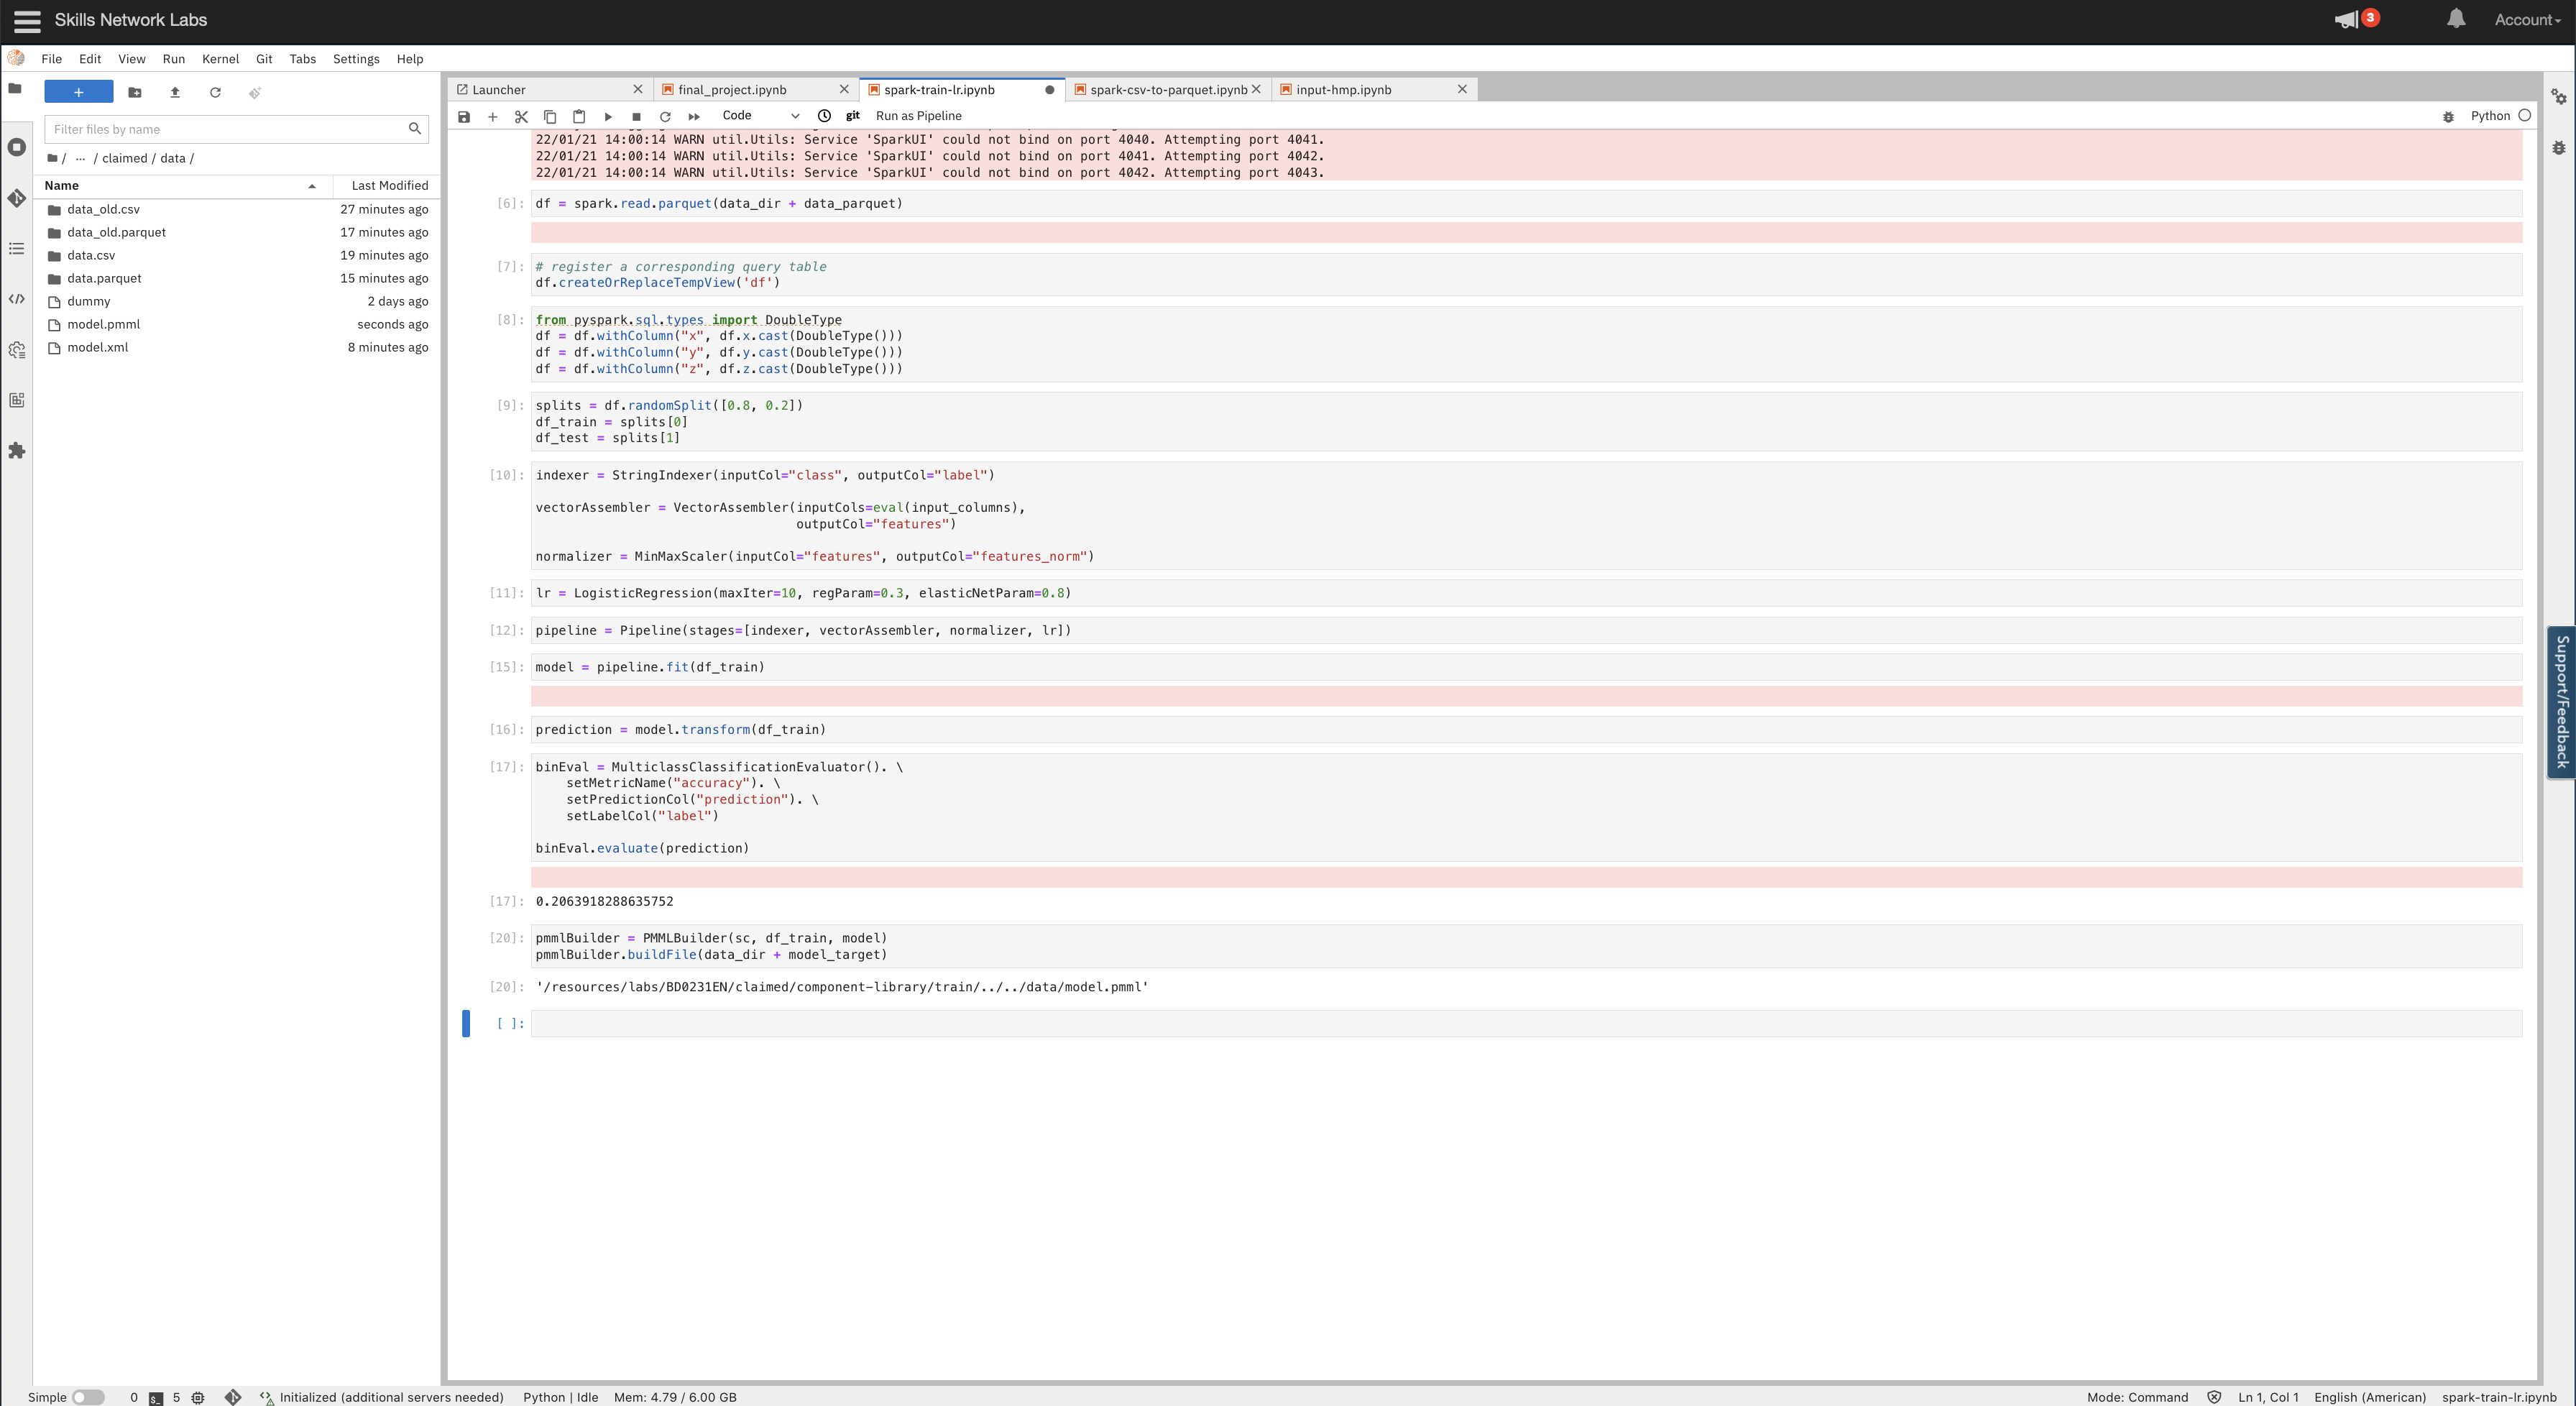 Skills Network Labs
3
Account
File Edit View Run Kernel Git Tabs Settings Help
+
Filter files by name
/ ... / claimed / data /
Name Last Modified
data_old.csv 27 minutes ago
data_old.parquet 17 minutes ago
data.csv 19 minutes ago
data.parquet 15 minutes ago
dummy 2 days ago
model.pmml seconds ago
model.xml 8 minutes ago
Launcher final_project.ipynb spark-train-lr.ipynb spark-csv-to-parquet.ipynb input-hmp.ipynb
Code git Run as Pipeline Python
22/01/21 14:00:14 WARN util.Utils: Service 'SparkUI' could not bind on port 4040. Attempting port 4041.
22/01/21 14:00:14 WARN util.Utils: Service 'SparkUI' could not bind on port 4041. Attempting port 4042.
22/01/21 14:00:14 WARN util.Utils: Service 'SparkUI' could not bind on port 4042. Attempting port 4043.
[6]: df = spark.read.parquet(data_dir + data_parquet)
[7]: # register a corresponding query table
df.createOrReplaceTempView('df')
[8]: from pyspark.sql.types import DoubleType
df = df.withColumn("x", df.x.cast(DoubleType()))
df = df.withColumn("y", df.y.cast(DoubleType()))
df = df.withColumn("z", df.z.cast(DoubleType()))
[9]: splits = df.randomSplit([0.8, 0.2])
df_train = splits[0]
df_test = splits[1]
[10]: indexer = StringIndexer(inputCol="class", outputCol="label")
vectorAssembler = VectorAssembler(inputCols=eval(input_columns),
outputCol="features")
normalizer = MinMaxScaler(inputCol="features", outputCol="features_norm")
[11]: lr = LogisticRegression(maxIter=10, regParam=0.3, elasticNetParam=0.8)
[12]: pipeline = Pipeline(stages=[indexer, vectorAssembler, normalizer, lr])
[15]: model = pipeline.fit(df_train)
[16]: prediction = model.transform(df_train)
[17]: binEval = MulticlassClassificationEvaluator(). \
setMetricName("accuracy"). \
setPredictionCol("prediction"). \
setLabelCol("label")
binEval.evaluate(prediction)
[17]: 0.2063918288635752
[20]: pmmlBuilder = PMMLBuilder(sc, df_train, model)
pmmlBuilder.buildFile(data_dir + model_target)
[20]: '/resources/labs/BD0231EN/claimed/component-library/train/../../data/model.pmml'
[ ]:
Support/Feedback
Simple 0 5 Initialized (additional servers needed) Python | Idle Mem: 4.79 / 6.00 GB Mode: Command Ln 1, Col 1 English (American) spark-train-lr.ipynb